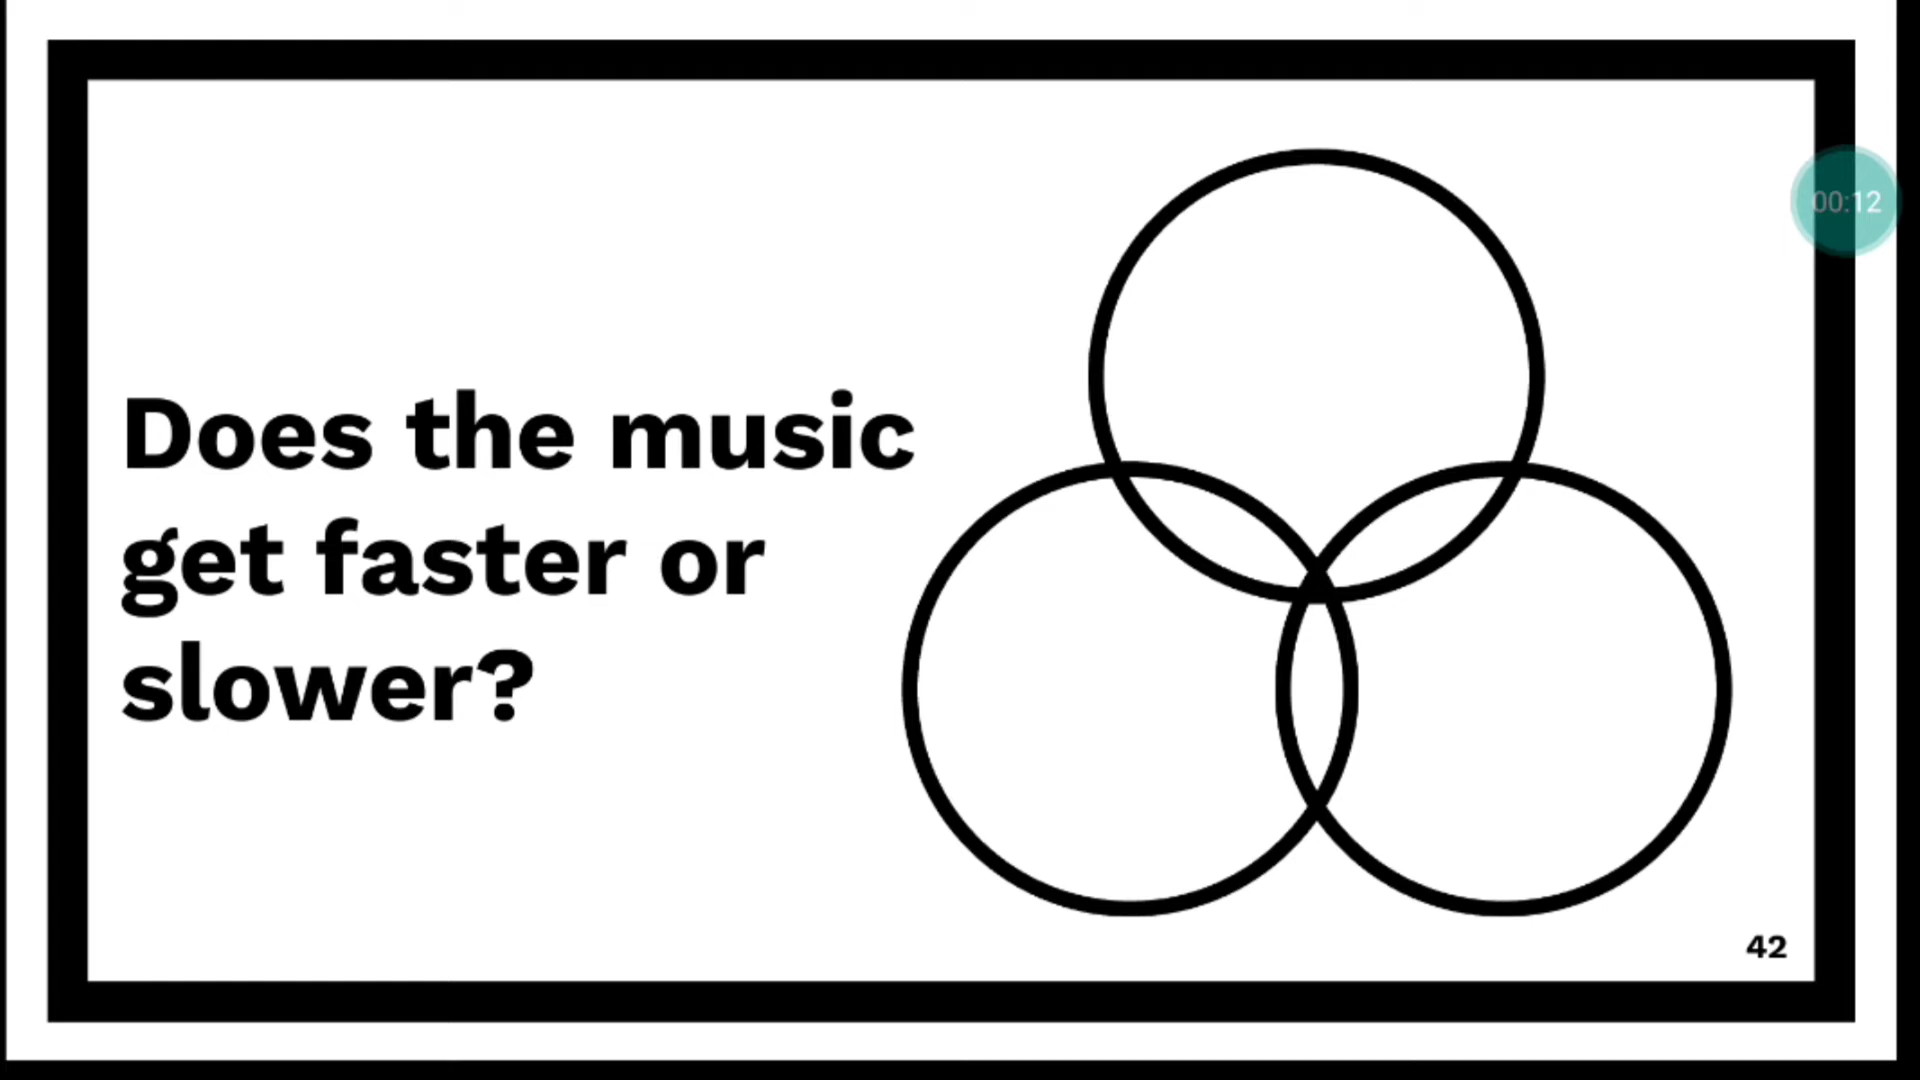 Does the music
get faster or
slower?
00:12
42